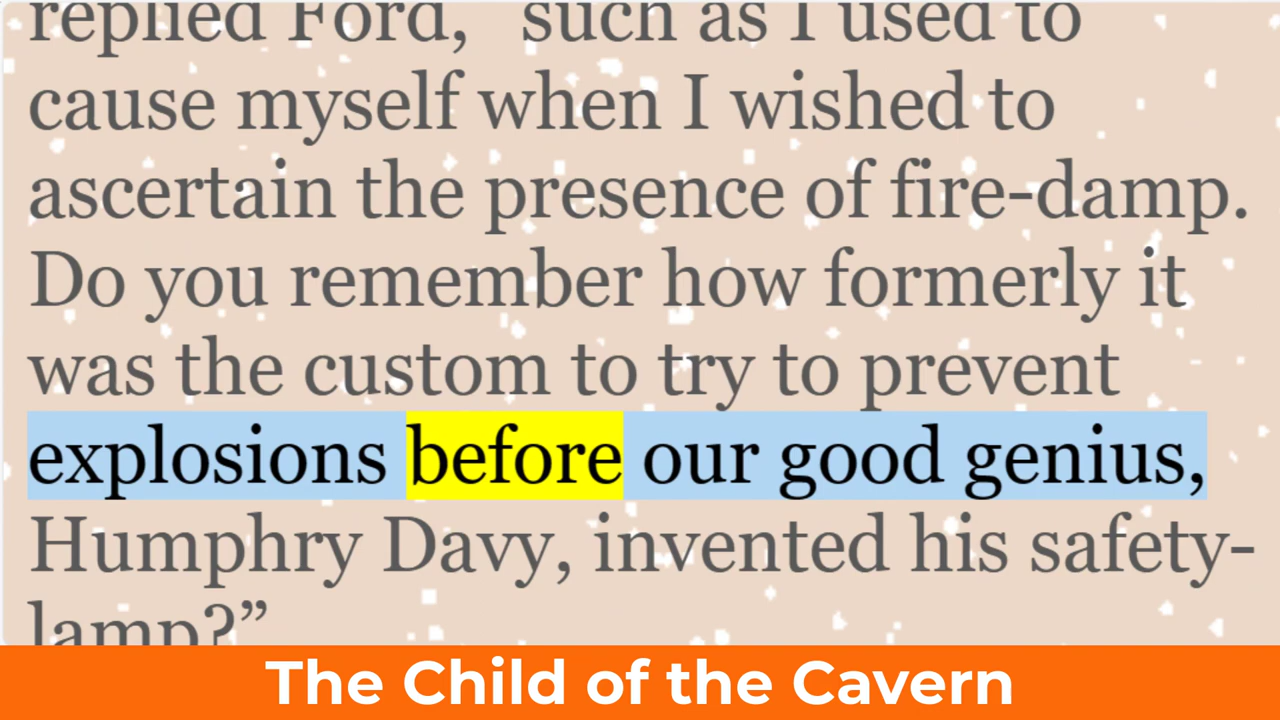 replied Ford, “such as I used to
cause myself when I wished to
ascertain the presence of fire-damp.
Do you remember how formerly it
was the custom to try to prevent
explosions before our good genius,
Humphry Davy, invented his safety-
lamp?”
The Child of the Cavern